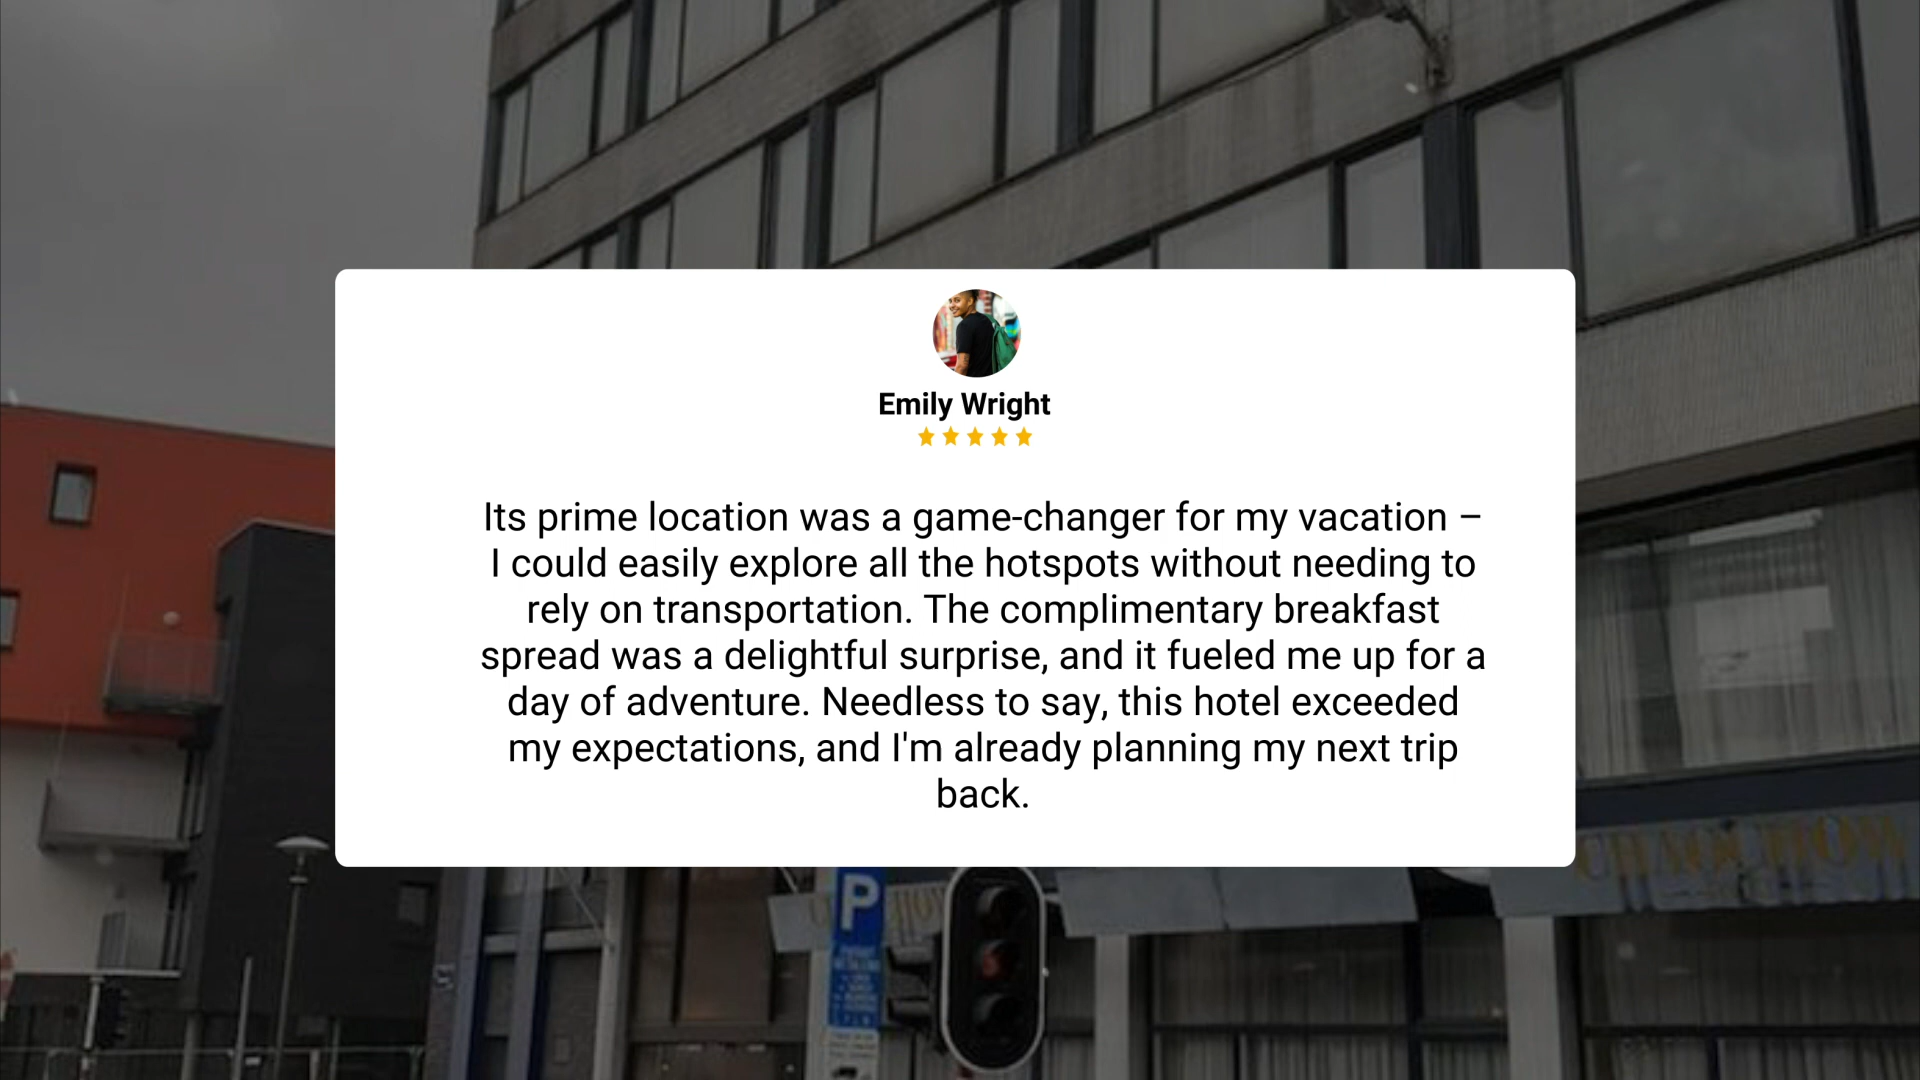 Emily Wright
Its prime location was a game-changer for my vacation –
I could easily explore all the hotspots without needing to
rely on transportation. The complimentary breakfast
spread was a delightful surprise, and it fueled me up for a
day of adventure. Needless to say, this hotel exceeded
my expectations, and I'm already planning my next trip
back.
P